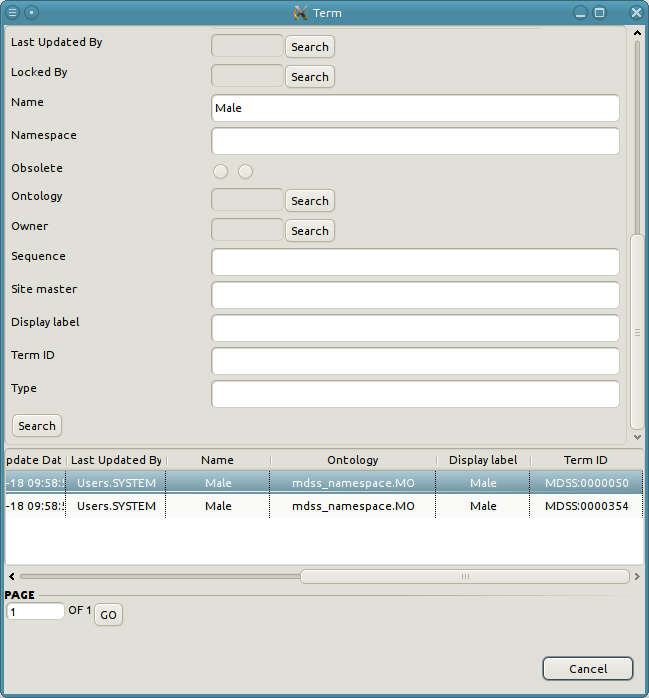 Term
Last Updated By Search
Locked By Search
Name Male
Namespace
Obsolete
Ontology Search
Owner Search
Sequence
Site master
Display label
Term ID
Type
Search
pdate Dat Last Updated By Name Ontology Display label Term ID
-18 09:58:5 Users.SYSTEM Male mdss_namespace.MO Male MDSS:0000050
-18 09:58:5 Users.SYSTEM Male mdss_namespace.MO Male MDSS:0000354
PAGE
1 OF 1 GO
Cancel